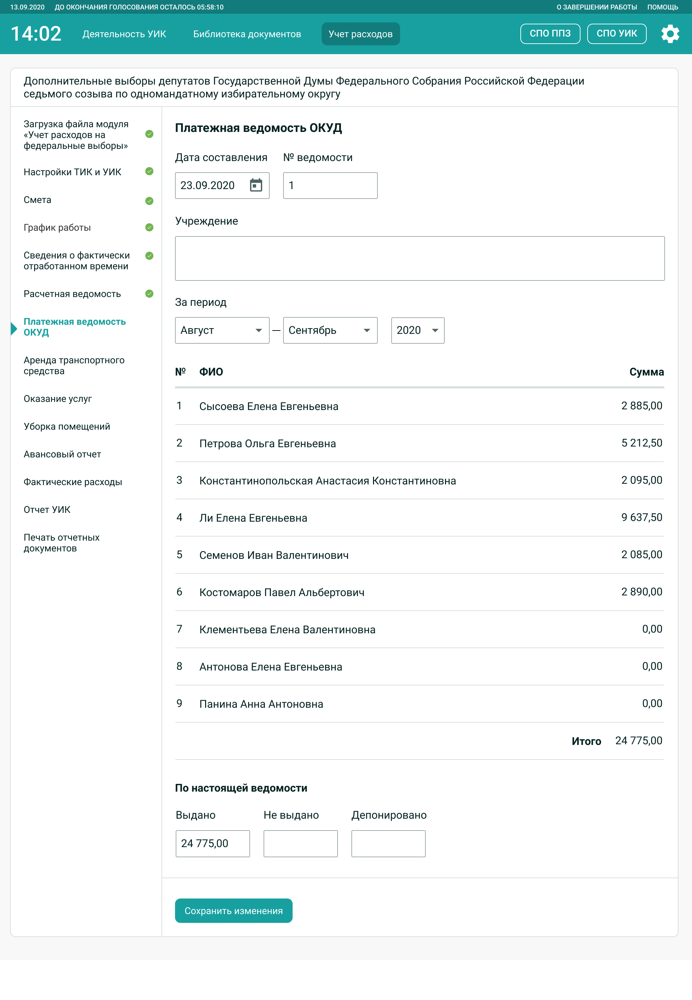 13.09.2020 ДО ОКОНЧАНИЯ ГОЛОСОВАНИЯ ОСТАЛОСЬ 05:58:10 О ЗАВЕРШЕНИИ РАБОТЫ ПОМОЩЬ
14:02 Деятельность УИК Библиотека документов Учет расходов СПО ППЗ СПО УИК
Дополнительные выборы депутатов Государственной Думы Федерального Собрания Российской Федерации
седьмого созыва по одномандатному избирательному округу
Загрузка файла модуля
«Учет расходов на
федеральные выборы»
Настройки ТИК и УИК
Смета
График работы
Сведения о фактически
отработанном времени
Расчетная ведомость
Платежная ведомость
ОКУД
Аренда транспортного
средства
Оказание услуг
Уборка помещений
Авансовый отчет
Фактические расходы
Отчет УИК
Печать отчетных
документов
Платежная ведомость ОКУД
Дата составления № ведомости
23.09.2020 1
Учреждение
За период
Август — Сентябрь 2020
№ ФИО Сумма
1 Сысоева Елена Евгеньевна 2 885,00
2 Петрова Ольга Евгеньевна 5 212,50
3 Константинопольская Анастасия Константиновна 2 095,00
4 Ли Елена Евгеньевна 9 637,50
5 Семенов Иван Валентинович 2 085,00
6 Костомаров Павел Альбертович 2 890,00
7 Клементьева Елена Валентиновна 0,00
8 Антонова Елена Евгеньевна 0,00
9 Панина Анна Антоновна 0,00
Итого 24 775,00
По настоящей ведомости
Выдано Не выдано Депонировано
24 775,00
Сохранить изменения